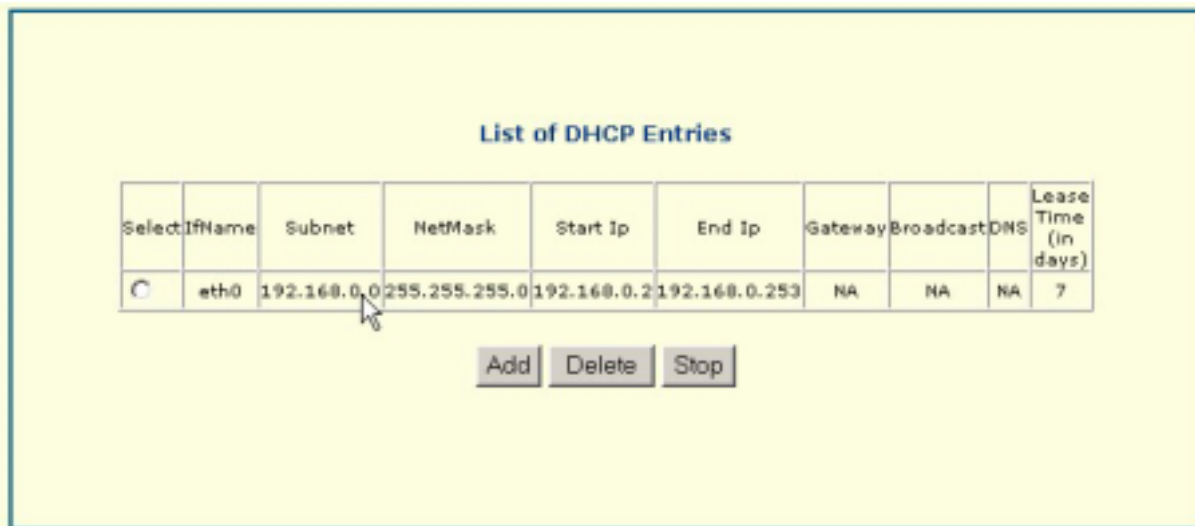 List of DHCP Entries
Select IfName Subnet NetMask Start Ip End Ip Gateway Broadcast DNS Lease Time (in days)
eth0 192.168.0.0 255.255.255.0 192.168.0.2 192.168.0.253 NA NA NA 7
Add Delete Stop